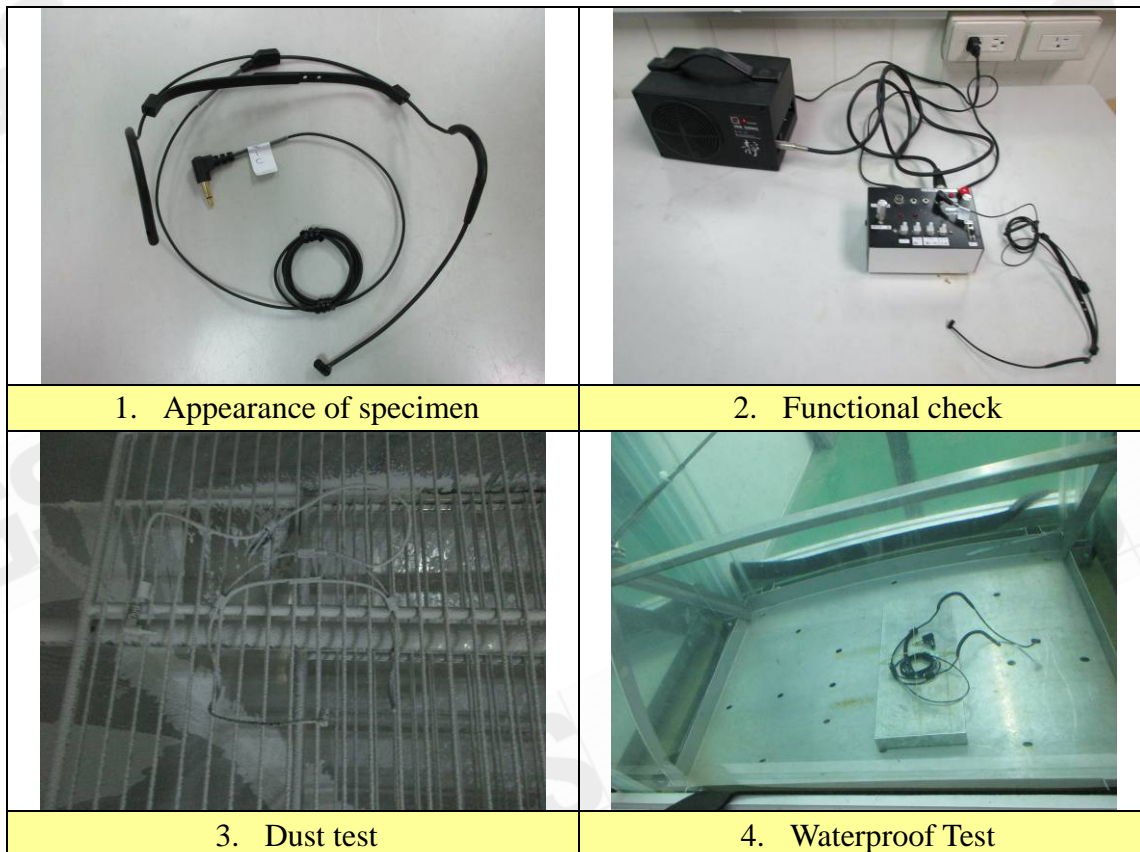 1. Appearance of specimen
2. Functional check
3. Dust test
4. Waterproof Test